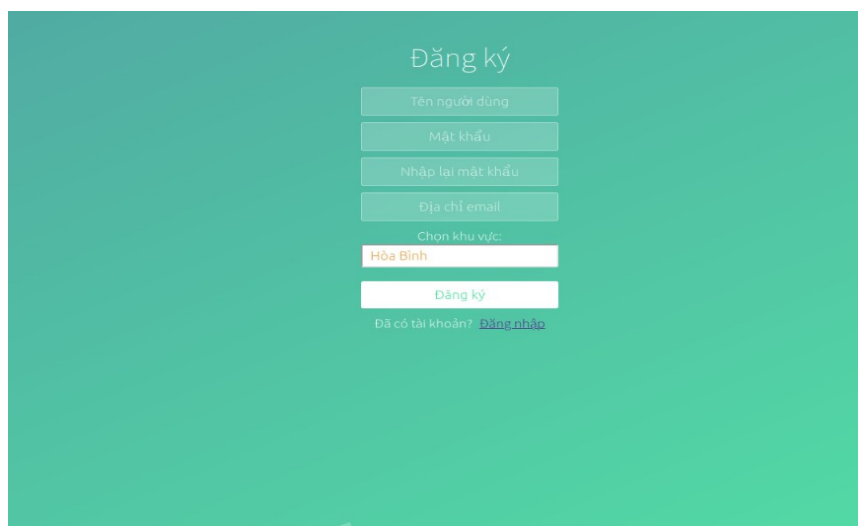 Đăng ký
Tên người dùng
Mật khẩu
Nhập lại mật khẩu
Địa chỉ email
Chọn khu vực:
Hòa Bình
Đăng ký
Đã có tài khoản? Đăng nhập